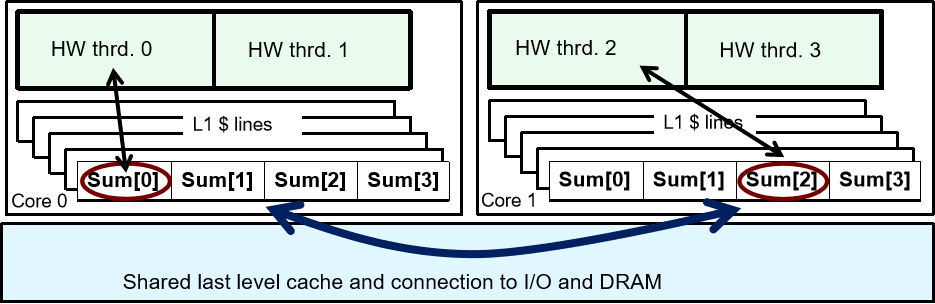 HW thrd. 0
HW thrd. 1
HW thrd. 2
HW thrd. 3
L1 $ lines
L1 $ lines
Sum[0] Sum[1] Sum[2] Sum[3]
Sum[0] Sum[1] Sum[2] Sum[3]
Core 0
Core 1
Shared last level cache and connection to I/O and DRAM